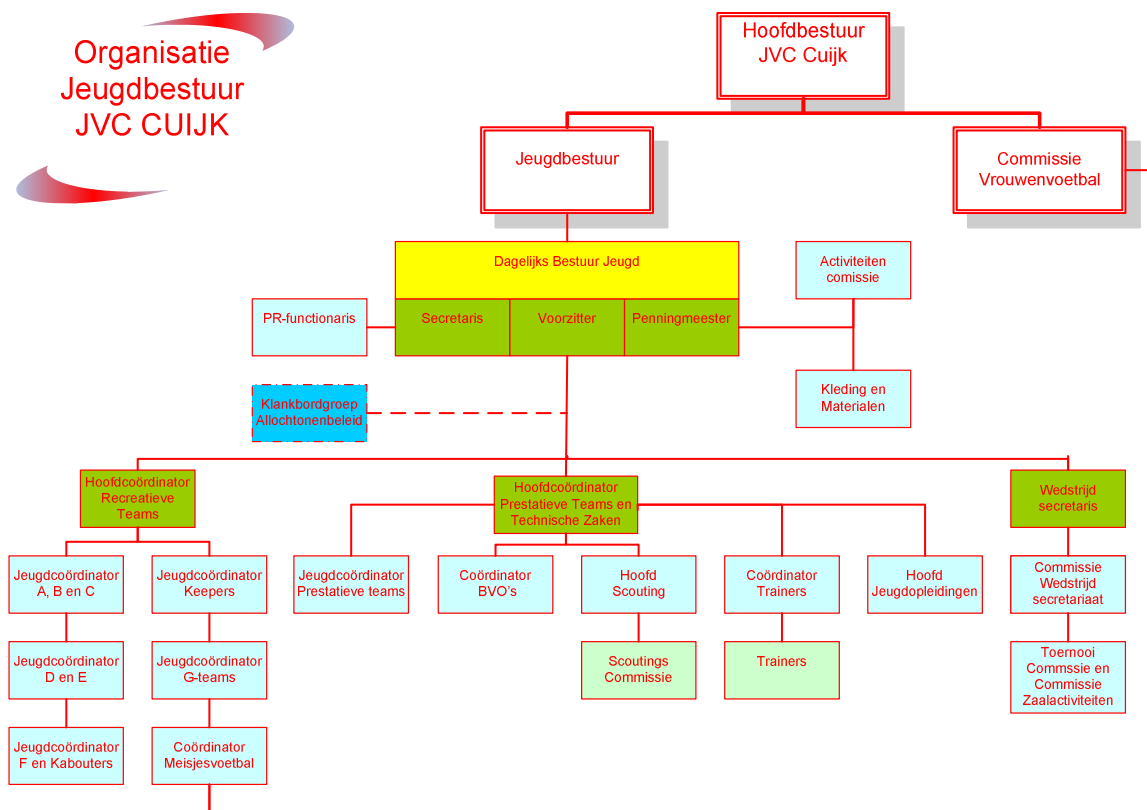 Organisatie
Jeugdbestuur
JVC CUIJK
Hoofdbestuur
JVC Cuijk
Jeugdbestuur
Commissie
Vrouwenvoetbal
Dagelijks Bestuur Jeugd
Activiteiten
comissie
PR-functionaris
Secretaris
Voorzitter
Penningmeester
Kleding en
Materialen
Klankbordgroep
Allochtonenbeleid
Hoofdcoördinator
Recreatieve
Teams
Hoofdcoördinator
Prestatieve Teams en
Technische Zaken
Wedstrijd
secretaris
Jeugdcoördinator
A, B en C
Jeugdcoördinator
Keepers
Jeugdcoördinator
Prestatieve teams
Coördinator
BVO's
Hoofd
Scouting
Coördinator
Trainers
Hoofd
Jeugdopleidingen
Commissie
Wedstrijd
secretariaat
Jeugdcoördinator
D en E
Jeugdcoördinator
G-teams
Scoutings
Commissie
Trainers
Toernooi
Commssie en
Commissie
Zaalactiviteiten
Jeugdcoördinator
F en Kabouters
Coördinator
Meisjesvoetbal